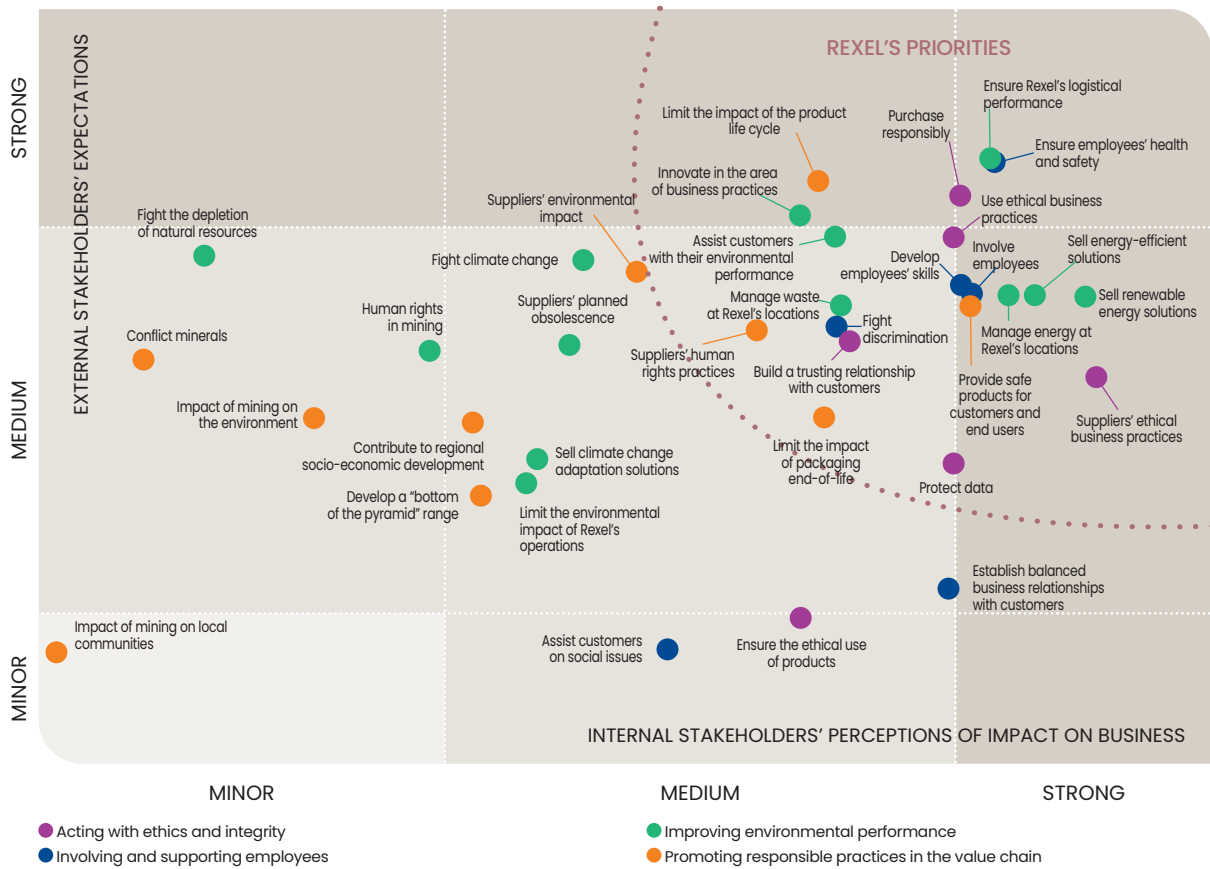 REXEL’S PRIORITIES
EXTERNAL STAKEHOLDERS’ EXPECTATIONS
STRONG
MEDIUM
MINOR
Ensure Rexel’s logistical
performance
Limit the impact of the product
life cycle
Purchase
responsibly
Ensure employees’ health
and safety
Innovate in the area
of business practices
Suppliers’ environmental
impact
Use ethical business
practices
Fight the depletion
of natural resources
Assist customers
with their environmental
performance
Sell energy-efficient
solutions
Involve
employees
Develop
employees’ skills
Fight climate change
Suppliers’ planned
obsolescence
Manage waste
at Rexel’s locations
Human rights
in mining
Sell renewable
energy solutions
Fight
discrimination
Manage energy at
Rexel’s locations
Conflict minerals
Suppliers’ human
rights practices
Build a trusting relationship
with customers
Provide safe
products for
customers and
end users
Impact of mining on
the environment
Suppliers’ ethical
business practices
Contribute to regional
socio-economic development
Limit the impact
of packaging
end-of-life
Sell climate change
adaptation solutions
Develop a “bottom
of the pyramid” range
Protect data
Limit the environmental
impact of Rexel’s
operations
Establish balanced
business relationships
with customers
Impact of mining on local
communities
Assist customers
on social issues
Ensure the ethical use
of products
INTERNAL STAKEHOLDERS’ PERCEPTIONS OF IMPACT ON BUSINESS
MINOR
MEDIUM
STRONG
Acting with ethics and integrity
Involving and supporting employees
Improving environmental performance
Promoting responsible practices in the value chain